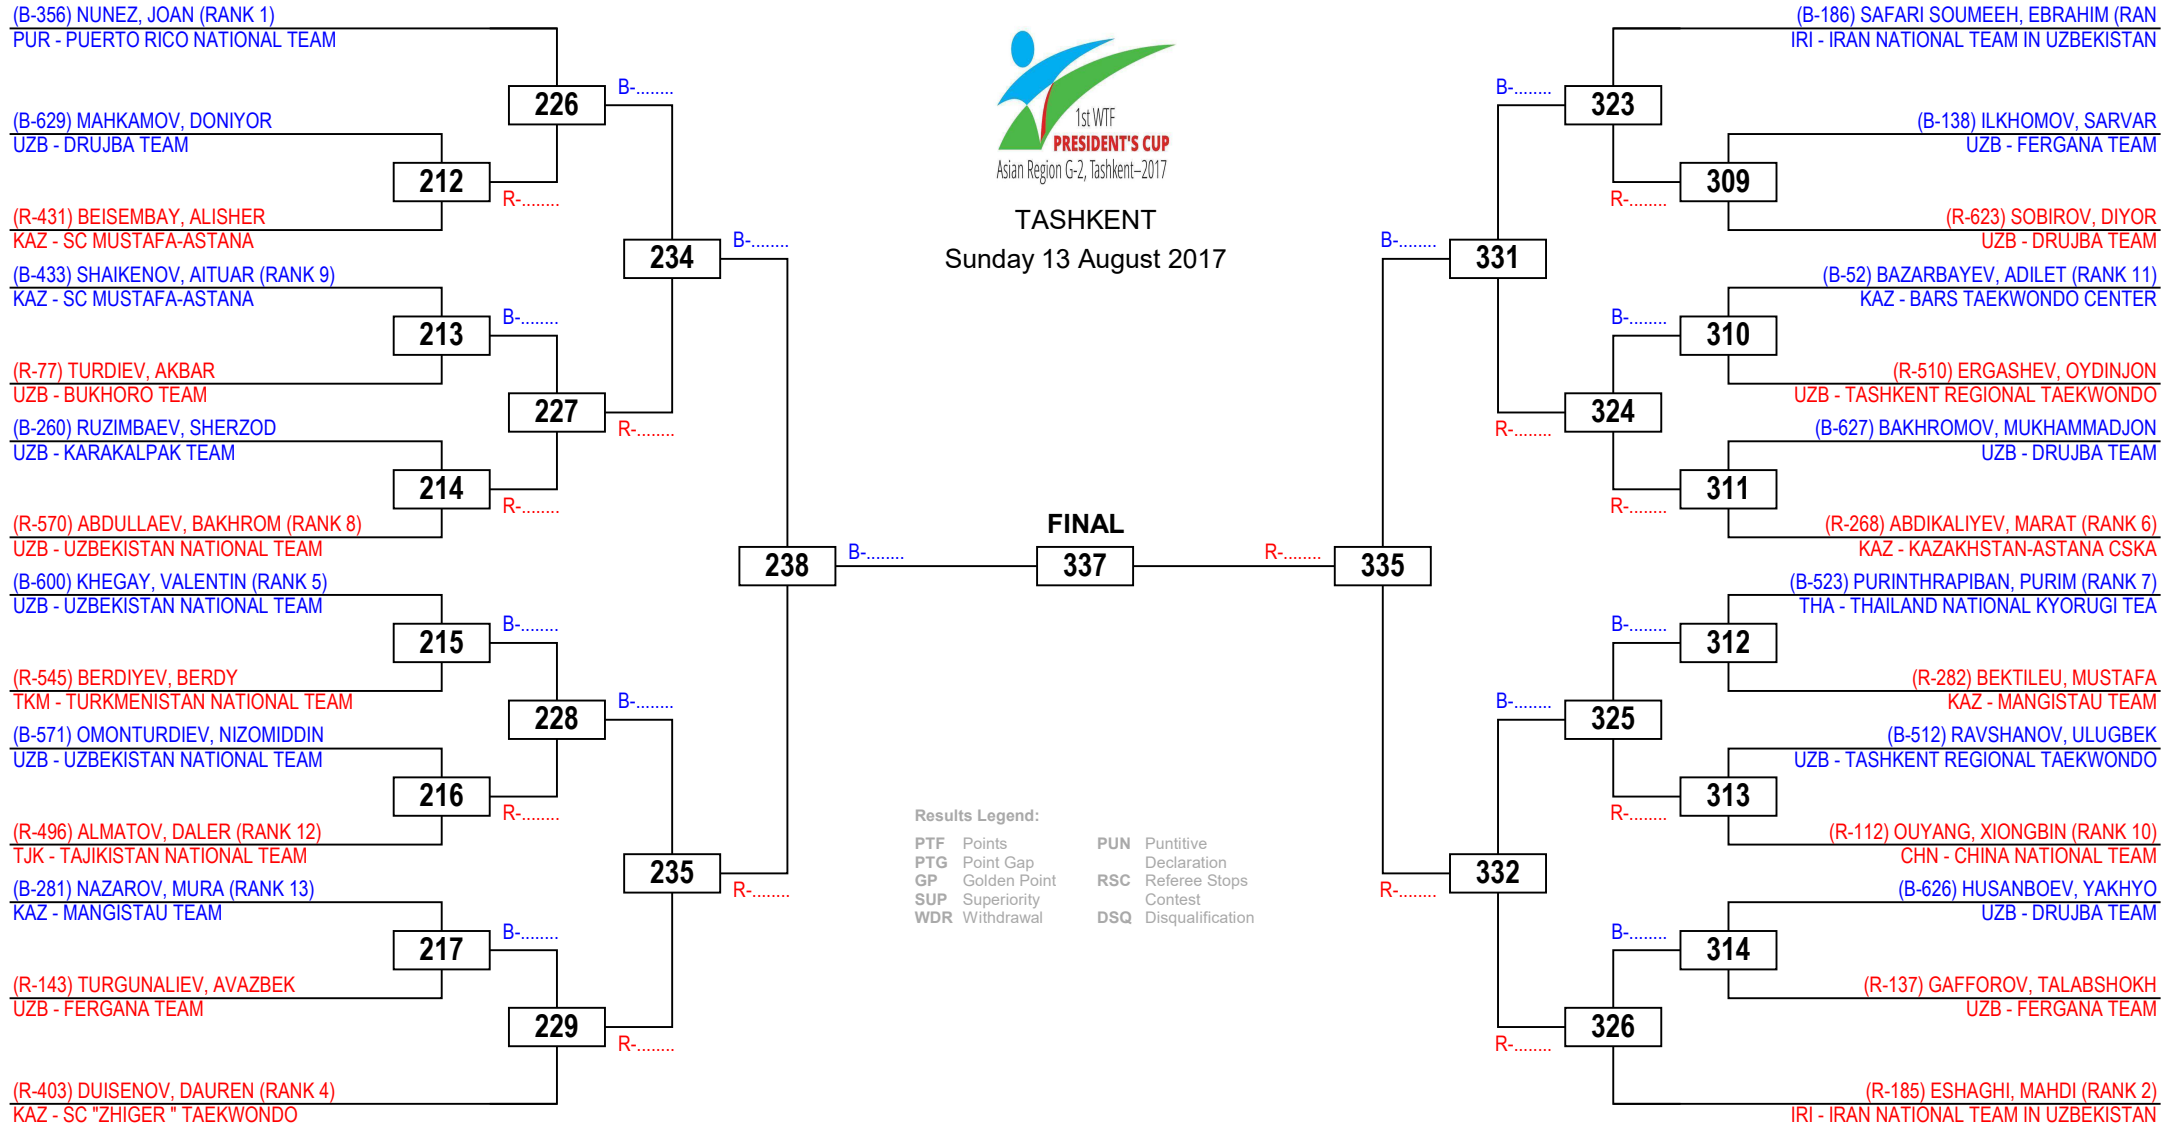 (B-356) NUNEZ, JOAN (RANK 1)
PUR - PUERTO RICO NATIONAL TEAM
226
B-........
(B-629) MAHKAMOV, DONIYOR
UZB - DRUJBA TEAM
212
R-........
(R-431) BEISEMBAY, ALISHER
KAZ - SC MUSTAFA-ASTANA
234
B-........
(B-433) SHAIKENOV, AITUAR (RANK 9)
KAZ - SC MUSTAFA-ASTANA
213
B-........
(R-77) TURDIEV, AKBAR
UZB - BUKHORO TEAM
227
R-........
(B-260) RUZIMBAEV, SHERZOD
UZB - KARAKALPAK TEAM
214
R-........
(R-570) ABDULLAEV, BAKHROM (RANK 8)
UZB - UZBEKISTAN NATIONAL TEAM
238
B-........
(B-600) KHEGAY, VALENTIN (RANK 5)
UZB - UZBEKISTAN NATIONAL TEAM
215
B-........
(R-545) BERDIYEV, BERDY
TKM - TURKMENISTAN NATIONAL TEAM
228
B-........
(B-571) OMONTURDIEV, NIZOMIDDIN
UZB - UZBEKISTAN NATIONAL TEAM
216
R-........
(R-496) ALMATOV, DALER (RANK 12)
TJK - TAJIKISTAN NATIONAL TEAM
235
R-........
(B-281) NAZAROV, MURA (RANK 13)
KAZ - MANGISTAU TEAM
217
B-........
(R-143) TURGUNALIEV, AVAZBEK
UZB - FERGANA TEAM
229
R-........
(R-403) DUISENOV, DAUREN (RANK 4)
KAZ - SC "ZHIGER " TAEKWONDO
1st WTF
PRESIDENT'S CUP
Asian Region G-2, Tashkent–2017
TASHKENT
Sunday 13 August 2017
FINAL
337
Results Legend:
PTF Points
PTG Point Gap
GP Golden Point
SUP Superiority
WDR Withdrawal
PUN Puntitive
Declaration
RSC Referee Stops
Contest
DSQ Disqualification
(B-186) SAFARI SOUMEEH, EBRAHIM (RAN
IRI - IRAN NATIONAL TEAM IN UZBEKISTAN
B-........
323
(B-138) ILKHOMOV, SARVAR
UZB - FERGANA TEAM
309
R-........
(R-623) SOBIROV, DIYOR
UZB - DRUJBA TEAM
B-........
331
(B-52) BAZARBAYEV, ADILET (RANK 11)
KAZ - BARS TAEKWONDO CENTER
B-........
310
(R-510) ERGASHEV, OYDINJON
UZB - TASHKENT REGIONAL TAEKWONDO
324
R-........
(B-627) BAKHROMOV, MUKHAMMADJON
UZB - DRUJBA TEAM
311
R-........
(R-268) ABDIKALIYEV, MARAT (RANK 6)
KAZ - KAZAKHSTAN-ASTANA CSKA
R-........
335
(B-523) PURINTHRAPIBAN, PURIM (RANK 7)
THA - THAILAND NATIONAL KYORUGI TEA
B-........
312
(R-282) BEKTILEU, MUSTAFA
KAZ - MANGISTAU TEAM
B-........
325
(B-512) RAVSHANOV, ULUGBEK
UZB - TASHKENT REGIONAL TAEKWONDO
313
R-........
(R-112) OUYANG, XIONGBIN (RANK 10)
CHN - CHINA NATIONAL TEAM
332
R-........
(B-626) HUSANBOEV, YAKHYO
UZB - DRUJBA TEAM
B-........
314
(R-137) GAFFOROV, TALABSHOKH
UZB - FERGANA TEAM
326
R-........
(R-185) ESHAGHI, MAHDI (RANK 2)
IRI - IRAN NATIONAL TEAM IN UZBEKISTAN